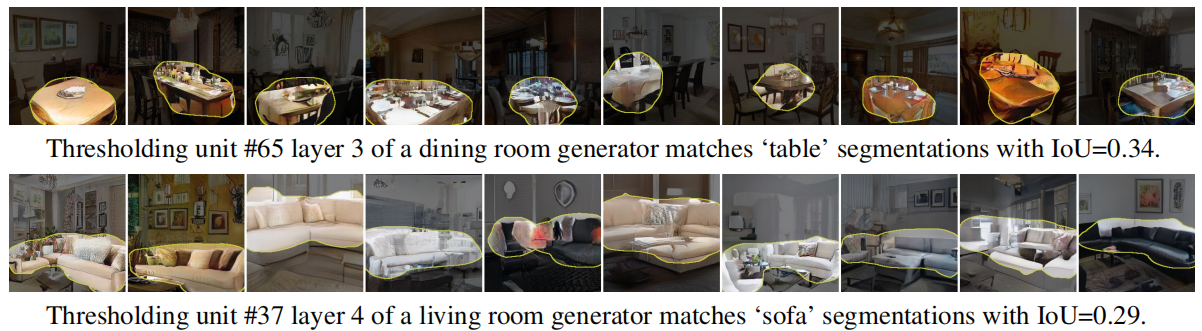 Thresholding unit #65 layer 3 of a dining room generator matches ‘table’ segmentations with IoU=0.34.
Thresholding unit #37 layer 4 of a living room generator matches ‘sofa’ segmentations with IoU=0.29.